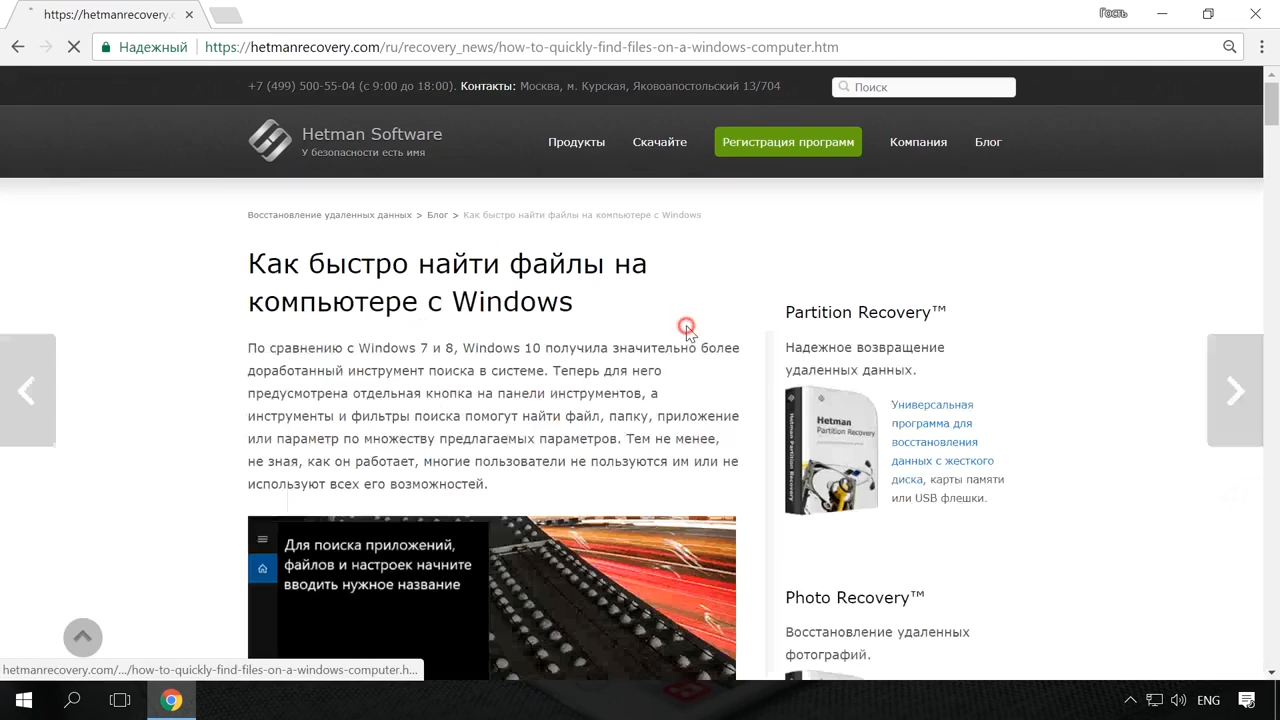 https://hetmanrecovery.c
Гость
Надежный
https://hetmanrecovery.com/ru/recovery_news/how-to-quickly-find-files-on-a-windows-computer.htm
+7 (499) 500-55-04 (с 9:00 до 18:00). Контакты: Москва, м. Курская, Яковоапостольский 13/704
Поиск
Hetman Software
У безопасности есть имя
Продукты
Скачайте
Регистрация программ
Компания
Блог
Восстановление удаленных данных > Блог > Как быстро найти файлы на компьютере с Windows
Как быстро найти файлы на
компьютере с Windows
По сравнению с Windows 7 и 8, Windows 10 получила значительно более
доработанный инструмент поиска в системе. Теперь для него
предусмотрена отдельная кнопка на панели инструментов, а
инструменты и фильтры поиска помогут найти файл, папку, приложение
или параметр по множеству предлагаемых параметров. Тем не менее,
не зная, как он работает, многие пользователи не пользуются им или не
используют всех его возможностей.
Для поиска приложений,
файлов и настроек начните
вводить нужное название
Partition Recovery™
Надежное возвращение
удаленных данных.
Hetman
Partition Recovery
Hetman Partition Recovery
Универсальная
программа для
восстановления
данных с жесткого
диска, карты памяти
или USB флешки.
Photo Recovery™
Восстановление удаленных
фотографий.
hetmanrecovery.com/.../how-to-quickly-find-files-on-a-windows-computer.h...
ENG